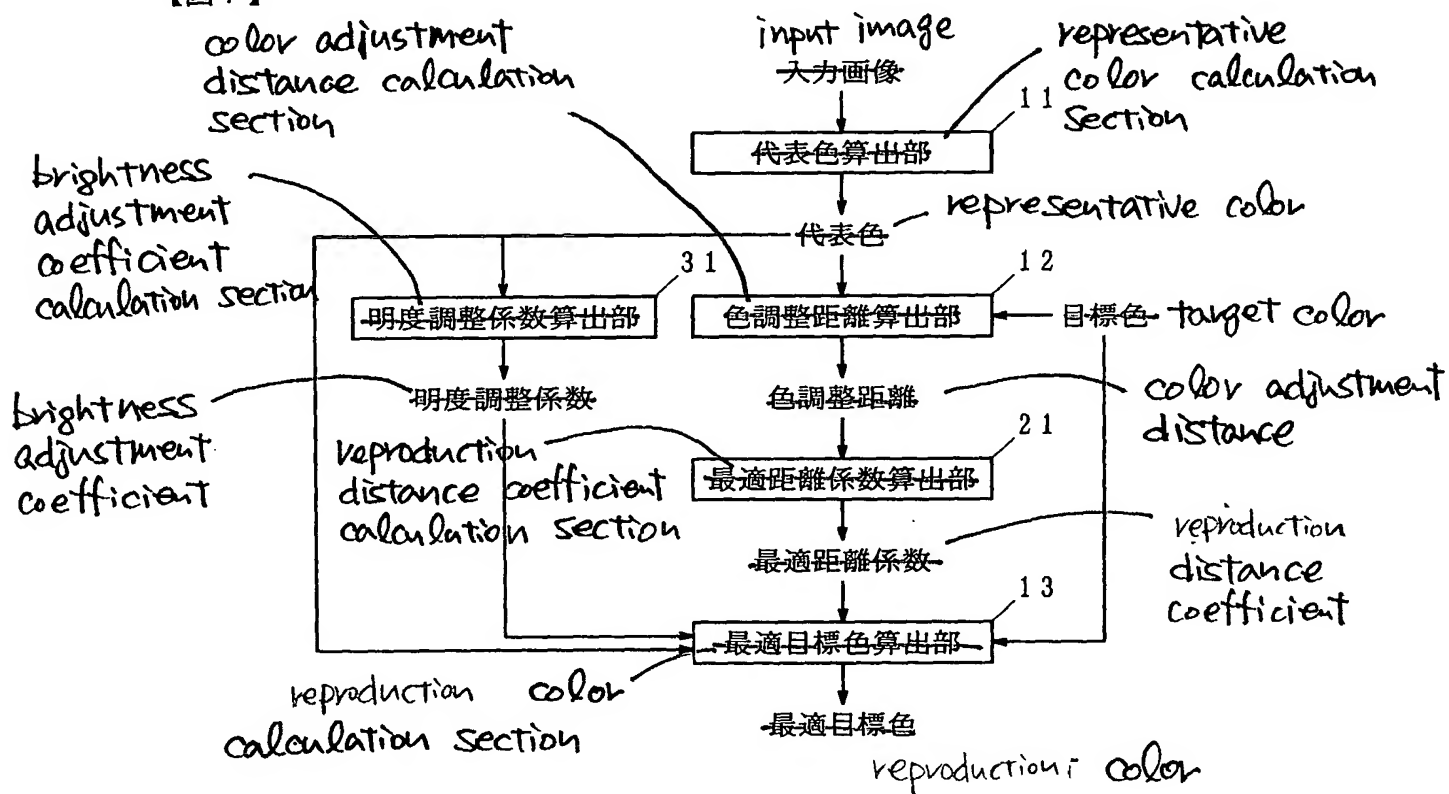 【図7】
color adjustment
distance calculation
section
input image
入力画像
representative
color calculation
section
11
代表色算出部
brightness
adjustment
coefficient
calculation section
代表色
representative color
31
12
明度調整係数算出部
色調整距離算出部
目標色
target color
明度調整係数
色調整距離
color adjustment
distance
brightness
adjustment
coefficient
reproduction
distance coefficient
calculation section
21
最適距離係数算出部
最適距離係数
reproduction
distance
coefficient
13
最適目標色算出部
reproduction color
calculation section
最適目標色
reproduction; color